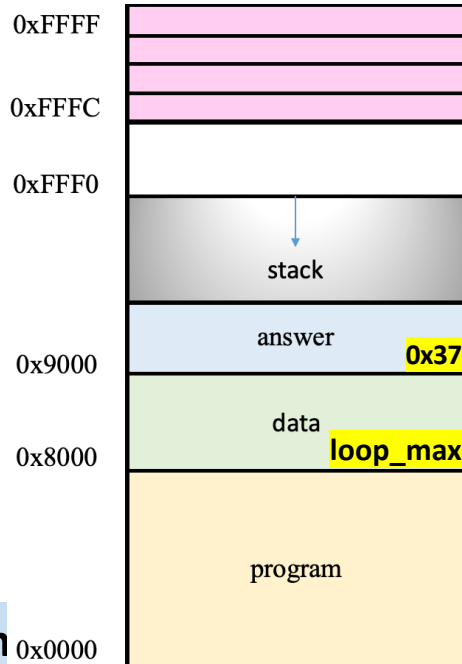 0xFFFF
0xFFFC
0xFFF0
stack
answer
0x37
0x9000
data
loop_max
0x8000
program
0x0000